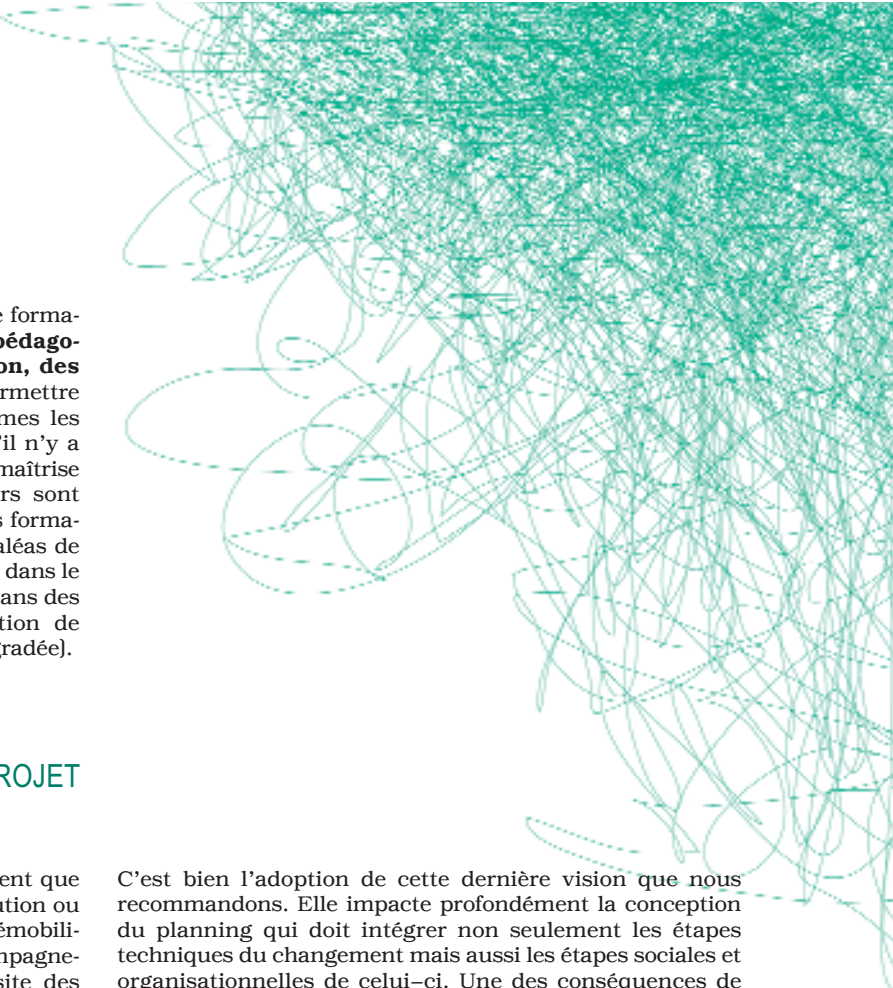 e forma-
pédago-
on, des
rmettre
mes les
'il n'y a
maîtrise
rs sont
s forma-
aléas de
dans le
ans des
tion de
gradée).
ROJET
ent que
ution ou
émobili-
mpagne-
site des
C'est bien l'adoption de cette dernière vision que nous
recommandons. Elle impacte profondément la conception
du planning qui doit intégrer non seulement les étapes
techniques du changement mais aussi les étapes sociales et
organisationnelles de celui–ci. Une des conséquences de